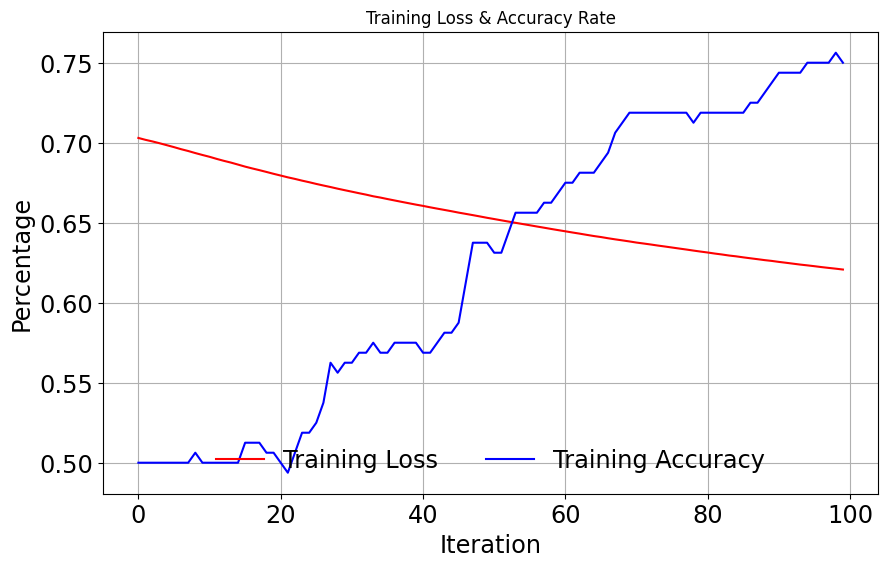 Training Loss & Accuracy Rate
Percentage
0.75
0.70
0.65
0.60
0.55
0.50
Training Loss Training Accuracy
0 20 40 60 80 100
Iteration